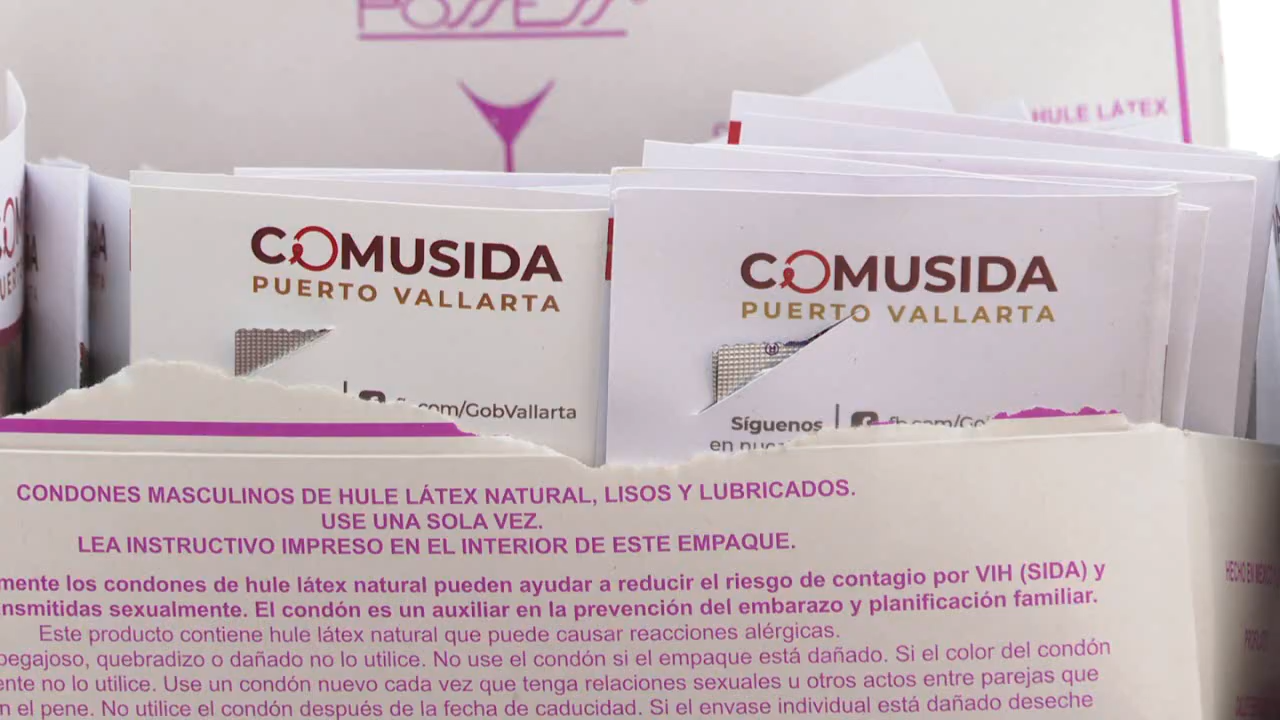 POSSESS
HULE LÁTEX
COMUSIDA
PUERTO VALLARTA
COMUSIDA
PUERTO VALLARTA
fb.com/GobVallarta
Síguenos
en
CONDONES MASCULINOS DE HULE LÁTEX NATURAL, LISOS Y LUBRICADOS.
USE UNA SOLA VEZ.
LEA INSTRUCTIVO IMPRESO EN EL INTERIOR DE ESTE EMPAQUE.
mente los condones de hule látex natural pueden ayudar a reducir el riesgo de contagio por VIH (SIDA) y
nsmitidas sexualmente. El condón es un auxiliar en la prevención del embarazo y planificación familiar.
Este producto contiene hule látex natural que puede causar reacciones alérgicas.
pegajoso, quebradizo o dañado no lo utilice. No use el condón si el empaque está dañado. Si el color del condón
ente no lo utilice. Use un condón nuevo cada vez que tenga relaciones sexuales u otros actos entre parejas que
n el pene. No utilice el condón después de la fecha de caducidad. Si el envase individual está dañado deseche
HECHO EN